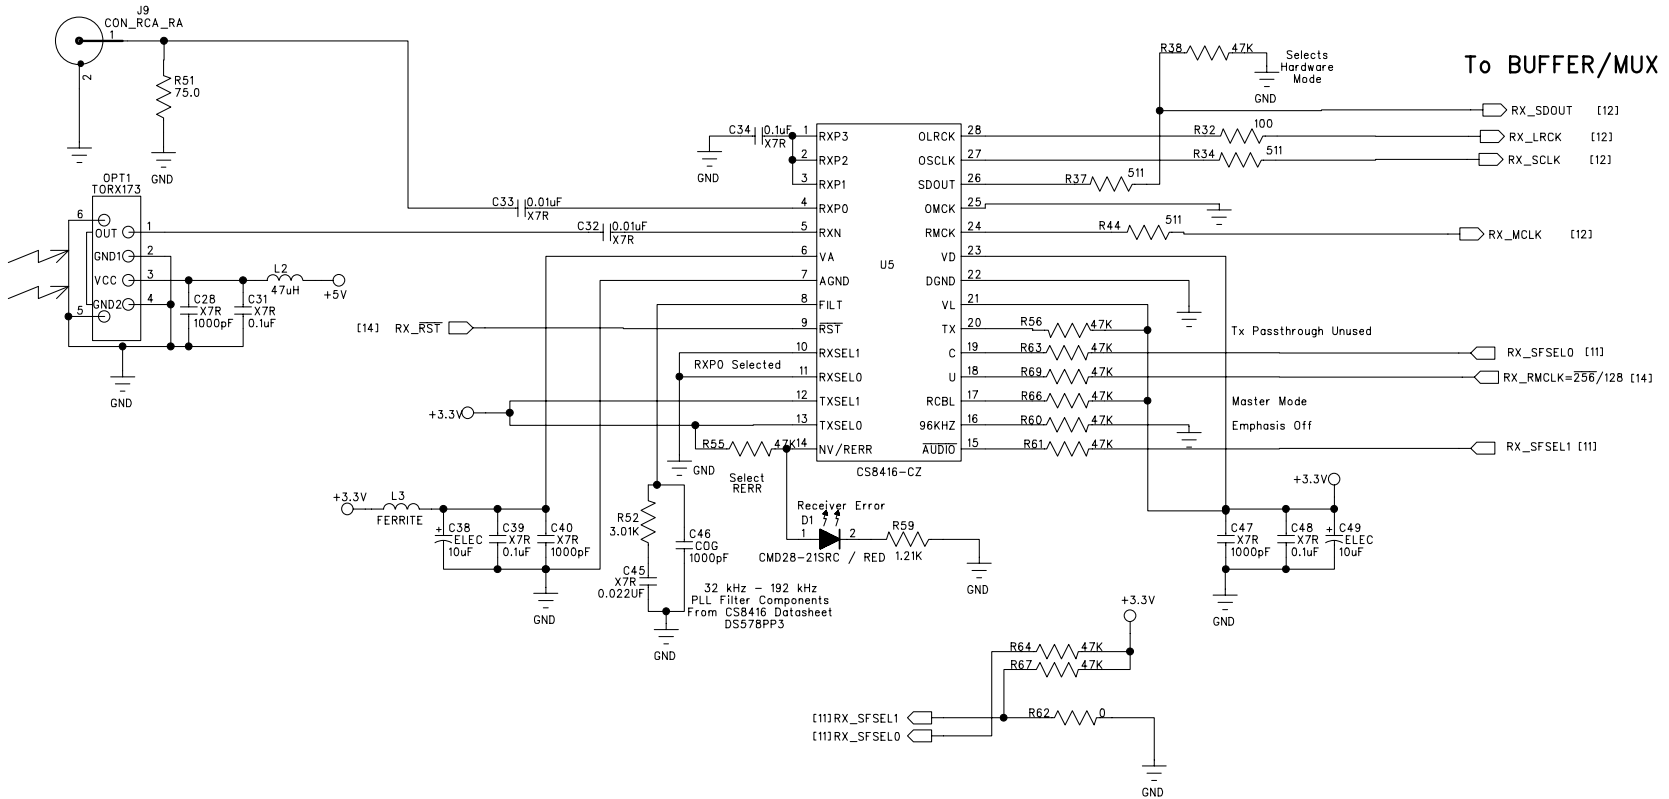 J9
CON_RCA_RA
1
2
R51
75.0
GND
OPT1
TORX173
6
OUT
1
GND1
2
VCC
3
GND2
4
5
C28
X7R
1000pF
C31
X7R
0.1uF
L2
47uH
+5V
GND
C34
0.1uF
X7R
GND
C33
0.01uF
X7R
C32
0.01uF
X7R
[14] RX_RST
RXP0 Selected
+3.3V
R55
47K
Select
RERR
GND
1 RXP3
2 RXP2
3 RXP1
4 RXP0
5 RXN
6 VA
7 AGND
8 FILT
9 RST
10 RXSEL1
11 RXSEL0
12 TXSEL1
13 TXSEL0
14 NV/RERR
U5
OLRCK 28
OSCLK 27
SDOUT 26
OMCK 25
RMCK 24
VD 23
DGND 22
VL 21
TX 20
C 19
U 18
RCBL 17
96KHZ 16
AUDIO 15
CS8416-CZ
R38
47K
GND
Selects
Hardware
Mode
To BUFFER/MUX
RX_SDOUT [12]
R32
100
RX_LRCK [12]
R34
511
RX_SCLK [12]
R37
511
R44
511
RX_MCLK [12]
R56
47K
Tx Passthrough Unused
R63
47K
RX_SFSEL0 [11]
R69
47K
RX_RMCLK=256/128 [14]
R66
47K
Master Mode
R60
47K
Emphasis Off
R61
47K
RX_SFSEL1 [11]
+3.3V
L3
FERRITE
+
C38
ELEC
10uF
C39
X7R
0.1uF
C40
X7R
1000pF
GND
R52
3.01K
C46
COG
1000pF
C45
X7R
0.022UF
GND
32 kHz - 192 kHz
PLL Filter Components
From CS8416 Datasheet
DS578PP3
Receiver Error
D1
1
2
CMD28-21SRC / RED
R59
1.21K
GND
+3.3V
C47
X7R
1000pF
C48
X7R
0.1uF
+
C49
ELEC
10uF
GND
+3.3V
R64
47K
R67
47K
[11]RX_SFSEL1
R62
0
[11]RX_SFSEL0
GND